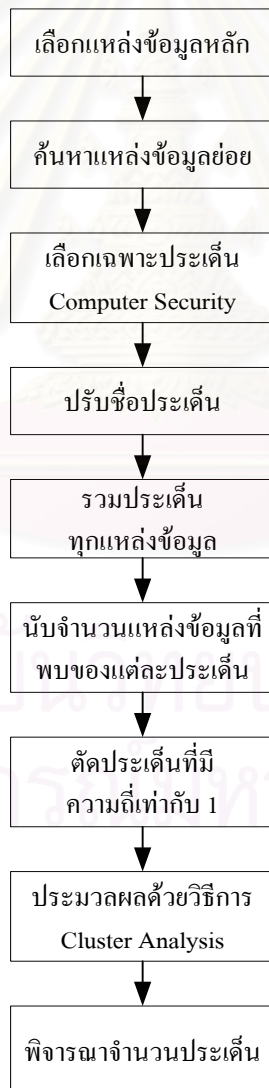 เลือกแหล่งข้อมูลหลัก
ค้นหาแหล่งข้อมูลย่อย
เลือกเฉพาะประเด็น
Computer Security
ปรับชื่อประเด็น
รวมประเด็น
ทุกแหล่งข้อมูล
นับจำนวนแหล่งข้อมูลที่
พบของแต่ละประเด็น
ตัดประเด็นที่มี
ความถี่เท่ากับ 1
ประมวลผลด้วยวิธีการ
Cluster Analysis
พิจารณาจำนวนประเด็น